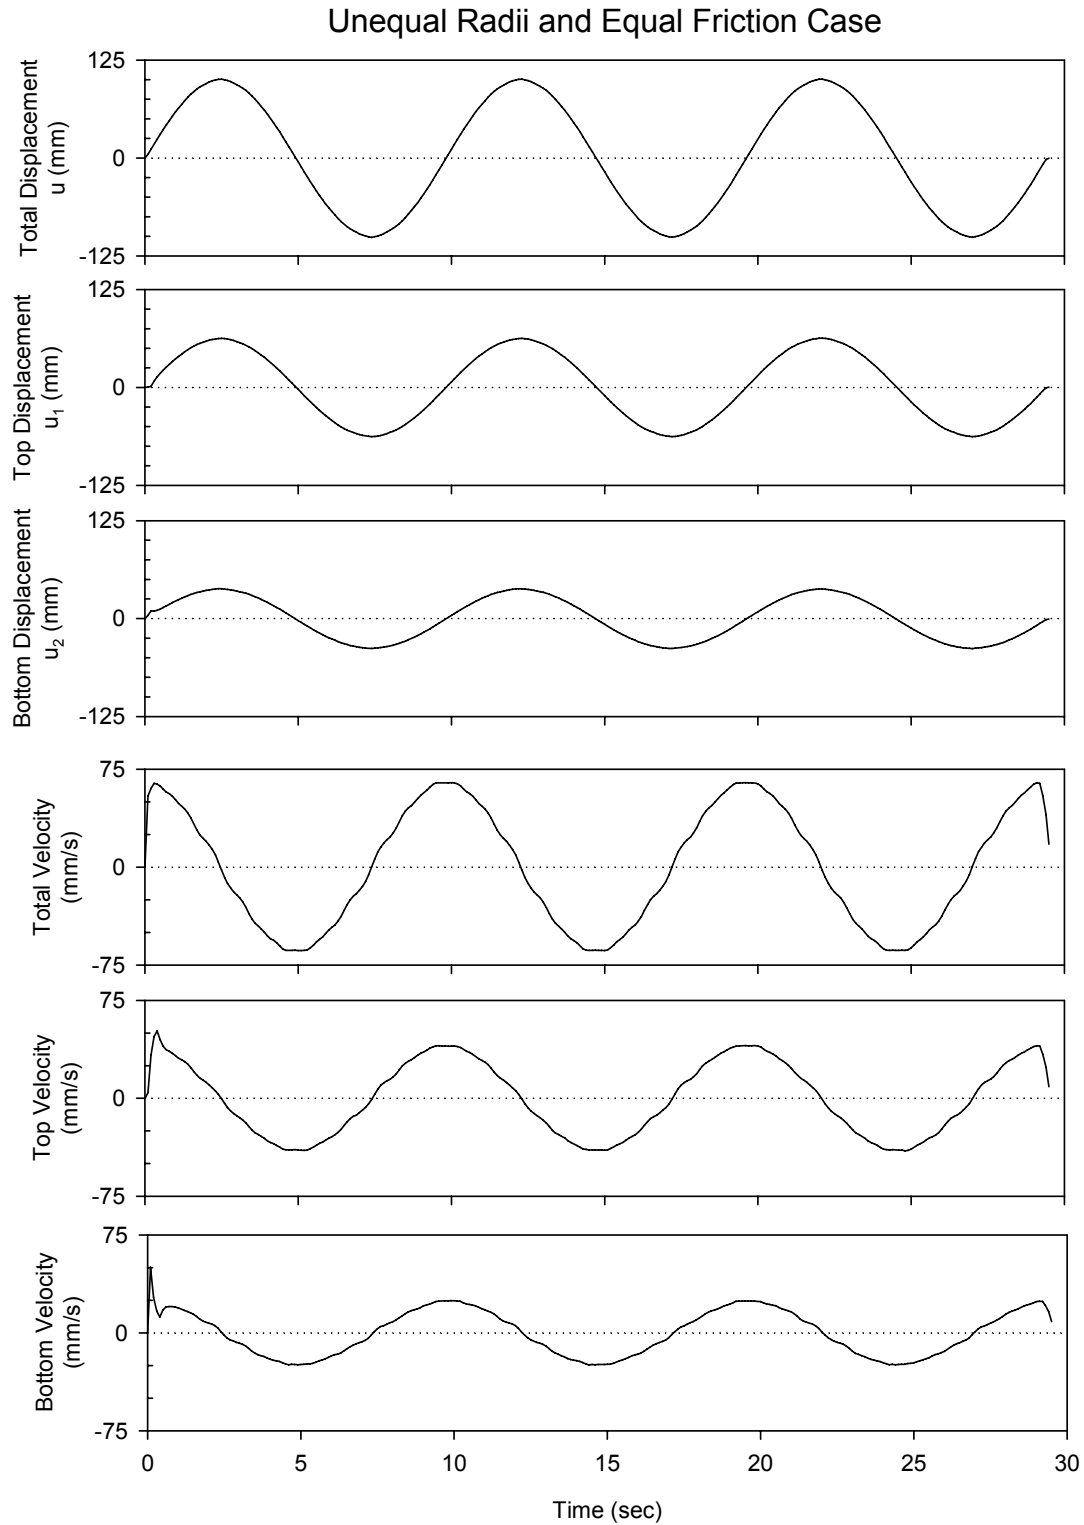 Unequal Radii and Equal Friction Case
Total Displacement
u (mm)
125
0
-125
Top Displacement
u1 (mm)
125
0
-125
Bottom Displacement
u2 (mm)
125
0
-125
Total Velocity
(mm/s)
75
0
-75
Top Velocity
(mm/s)
75
0
-75
Bottom Velocity
(mm/s)
75
0
-75
0 5 10 15 20 25 30
Time (sec)